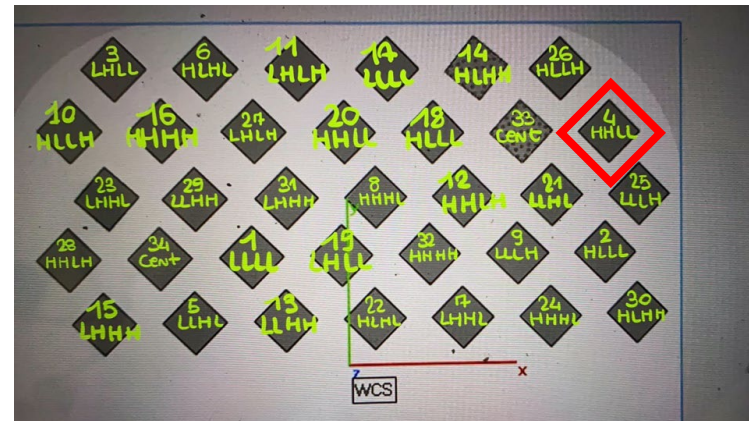 3
LHLL
6
HLHL
11
LHLH
17
LLLL
14
HLHH
26
HLLH
10
HLLH
16
HHHH
27
LHLH
20
HHLL
18
HLLL
33
Cent
4
HHLL
23
LHHL
29
LLHH
31
LHHH
8
HHHL
12
HHLH
21
LLHL
25
LLLH
28
HHLH
34
Cent
1
LLLL
19
LHLL
32
HHHH
9
LLLH
2
HLLL
15
LHHH
5
LLHL
13
LLHH
22
HLHL
7
LHHL
24
HHHL
30
HLHH
z
x
WCS